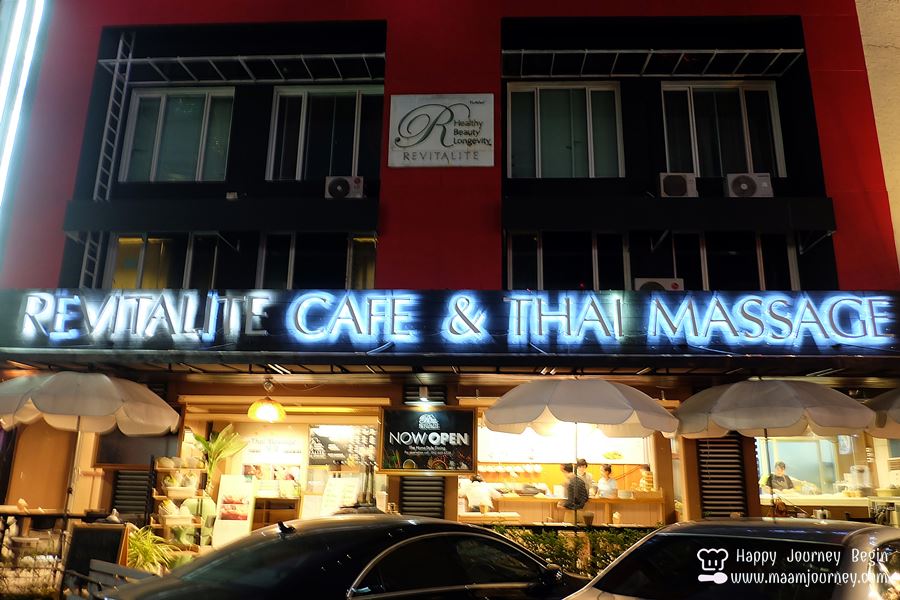 R
Healthy
Beauty
Longevity
REVITALITE
REVITALITE CAFE & THAI MASSAGE
NOW OPEN
Happy Journey Begin
www.maamjourney.com